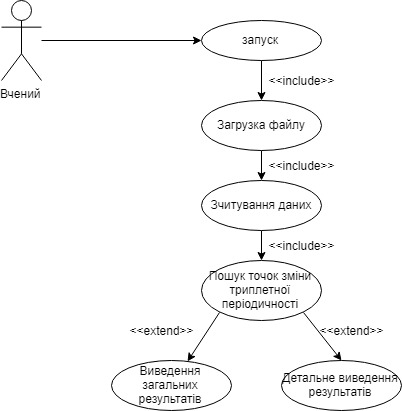 запуск
<<include>>
Вчений
Загрузка файлу
<<include>>
Зчитування даних
<<include>>
Пошук точок зміни
триплетної
періодичності
<<extend>>
<<extend>>
Виведення
загальних
результатів
Детальне виведення
результатів